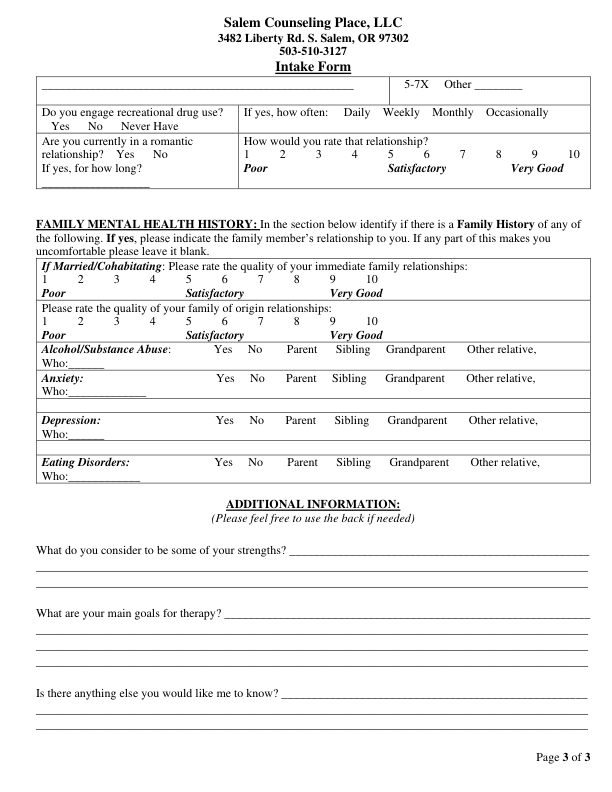 Salem Counseling Place, LLC
3482 Liberty Rd. S. Salem, OR 97302
503-510-3127
Intake Form
____________________________________________________ 5-7X Other ________
Do you engage recreational drug use? If yes, how often: Daily Weekly Monthly Occasionally
Yes No Never Have
Are you currently in a romantic How would you rate that relationship?
relationship? Yes No 1 2 3 4 5 6 7 8 9 10
If yes, for how long? Poor Satisfactory Very Good
__________________
FAMILY MENTAL HEALTH HISTORY: In the section below identify if there is a Family History of any of
the following. If yes, please indicate the family member’s relationship to you. If any part of this makes you
uncomfortable please leave it blank.
If Married/Cohabitating: Please rate the quality of your immediate family relationships:
1 2 3 4 5 6 7 8 9 10
Poor Satisfactory Very Good
Please rate the quality of your family of origin relationships:
1 2 3 4 5 6 7 8 9 10
Poor Satisfactory Very Good
Alcohol/Substance Abuse: Yes No Parent Sibling Grandparent Other relative,
Who:______
Anxiety: Yes No Parent Sibling Grandparent Other relative,
Who:_____________
Depression: Yes No Parent Sibling Grandparent Other relative,
Who:______
Eating Disorders: Yes No Parent Sibling Grandparent Other relative,
Who:____________
ADDITIONAL INFORMATION:
(Please feel free to use the back if needed)
What do you consider to be some of your strengths? __________________________________________________
____________________________________________________________________________________________
____________________________________________________________________________________________
What are your main goals for therapy? _____________________________________________________________
____________________________________________________________________________________________
____________________________________________________________________________________________
____________________________________________________________________________________________
Is there anything else you would like me to know? ___________________________________________________
____________________________________________________________________________________________
____________________________________________________________________________________________
Page 3 of 3